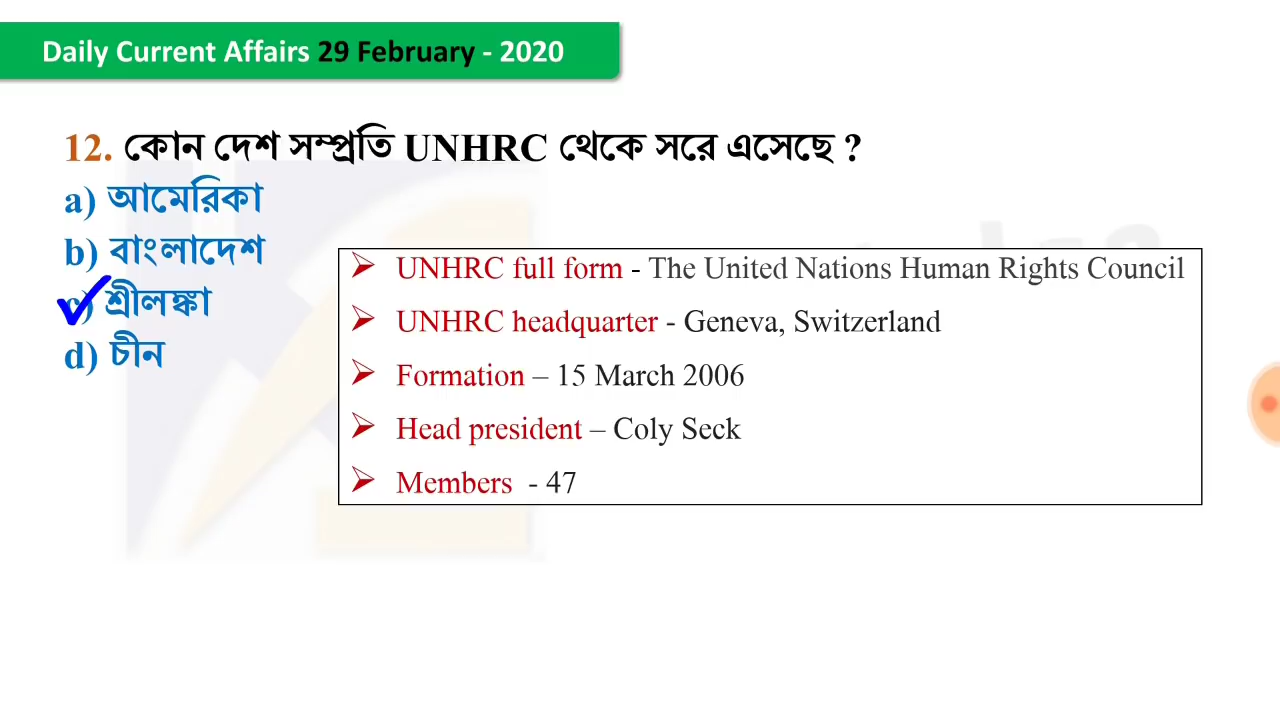 Daily Current Affairs 29 February - 2020
12. কোন দেশ সম্প্রতি UNHRC থেকে সরে এসেছে ?
a) আমেরিকা
b) বাংলাদেশ
c) শ্রীলঙ্কা
d) চীন
➢ UNHRC full form - The United Nations Human Rights Council
➢ UNHRC headquarter - Geneva, Switzerland
➢ Formation – 15 March 2006
➢ Head president – Coly Seck
➢ Members - 47